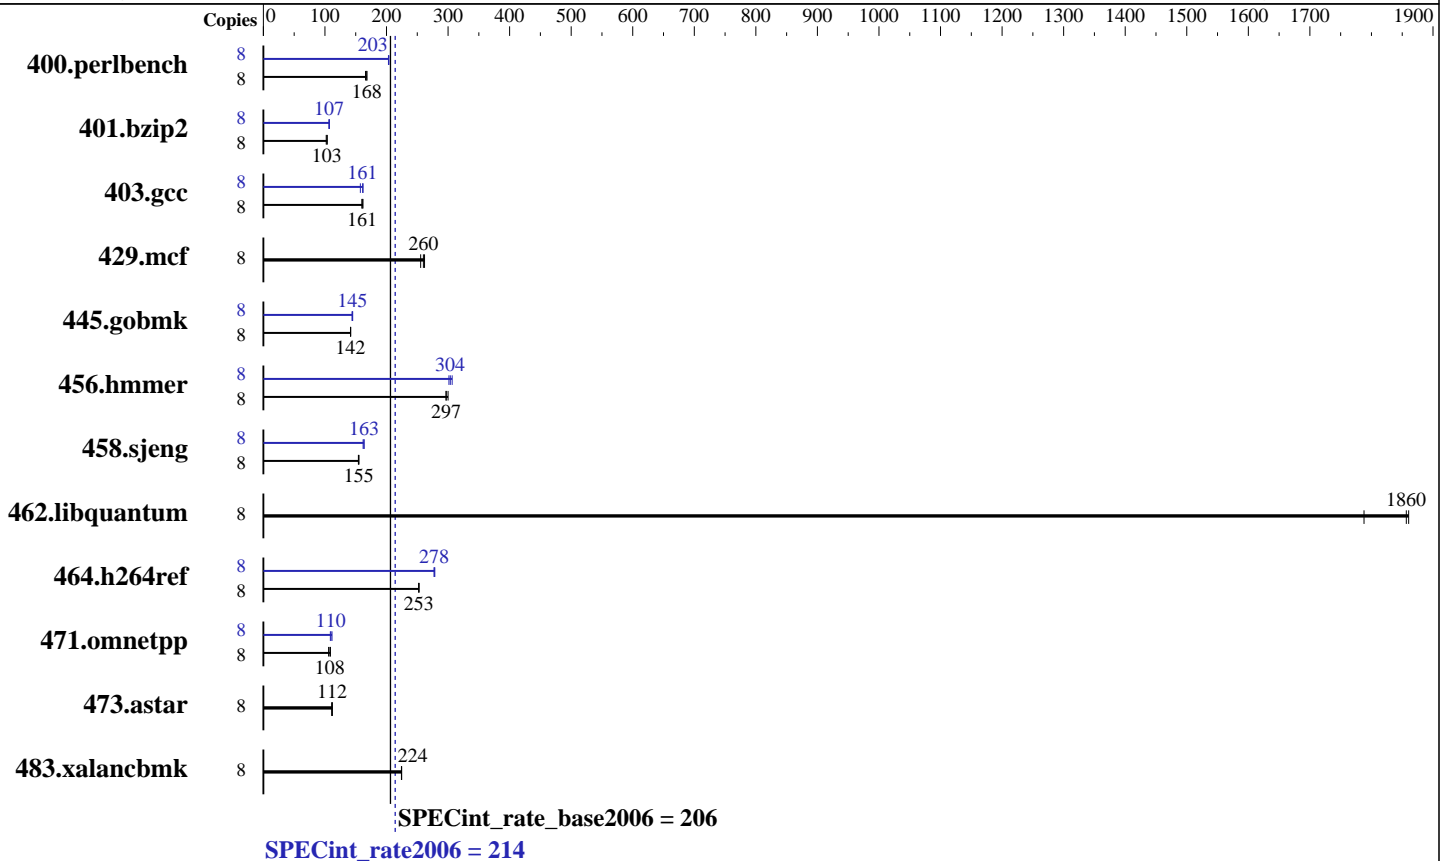 Copies 0 100 200 300 400 500 600 700 800 900 1000 1100 1200 1300 1400 1500 1600 1700 1900
400.perlbench 8 203
8 168
401.bzip2 8 107
8 103
403.gcc 8 161
8 161
429.mcf 8 260
445.gobmk 8 145
8 142
456.hmmer 8 304
8 297
458.sjeng 8 163
8 155
462.libquantum 8 1860
464.h264ref 8 278
8 253
471.omnetpp 8 110
8 108
473.astar 8 112
483.xalancbmk 8 224
SPECint_rate_base2006 = 206
SPECint_rate2006 = 214